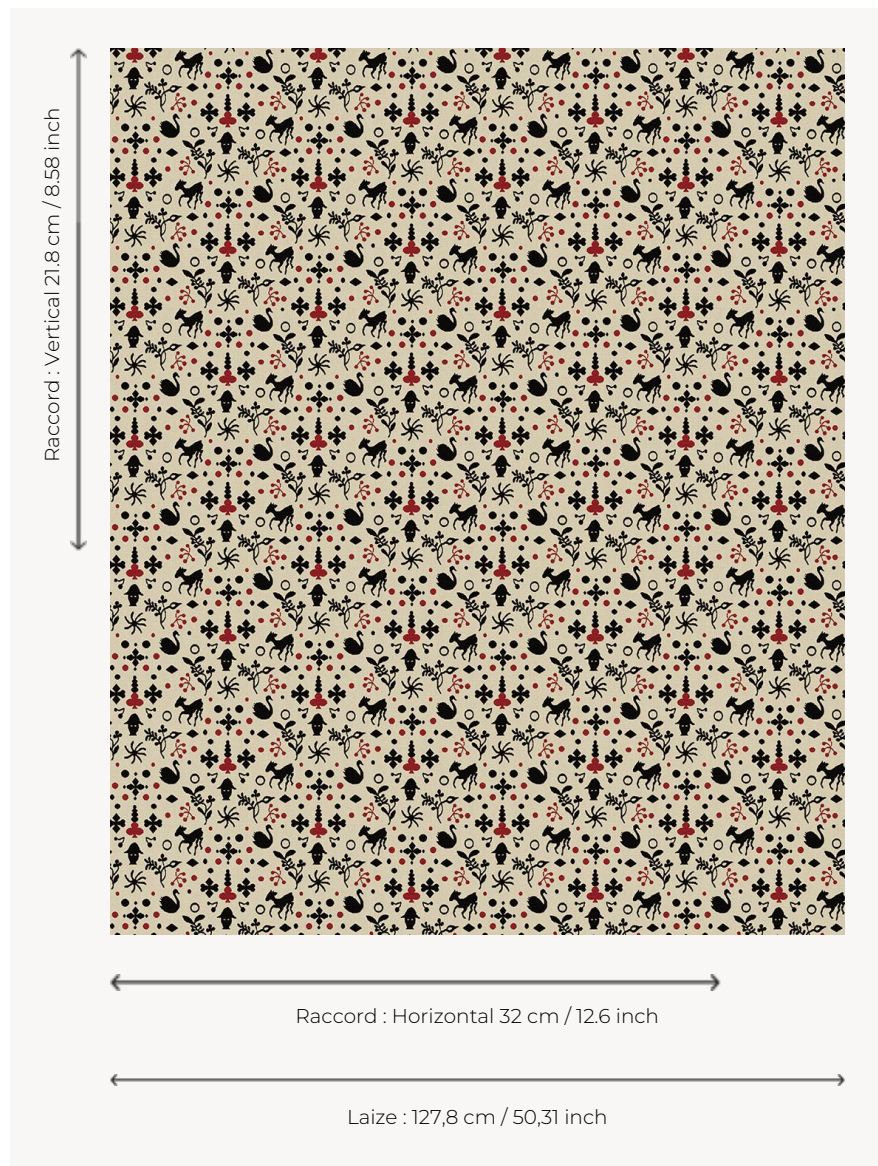 Raccord : Vertical 21.8 cm / 8.58 inch
Raccord : Horizontal 32 cm / 12.6 inch
Laize : 127,8 cm / 50,31 inch